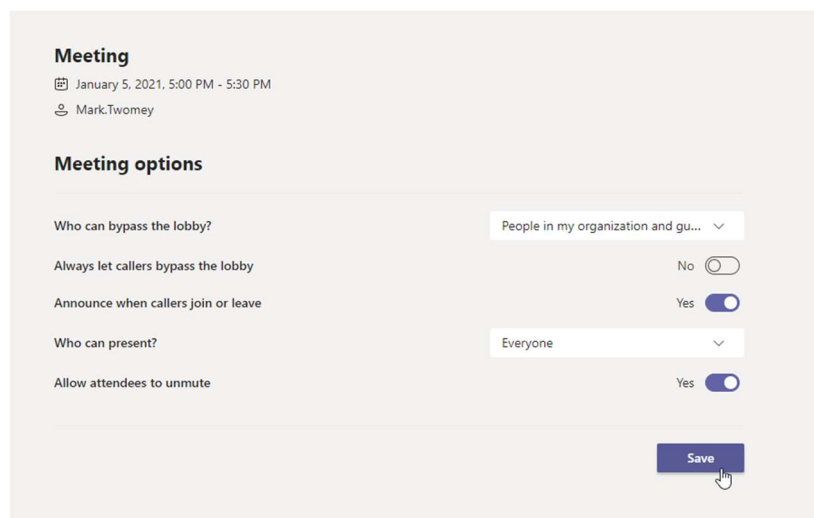 Meeting
January 5, 2021, 5:00 PM - 5:30 PM
Mark.Twomey
Meeting options
Who can bypass the lobby? People in my organization and gu...
Always let callers bypass the lobby No
Announce when callers join or leave Yes
Who can present? Everyone
Allow attendees to unmute Yes
Save